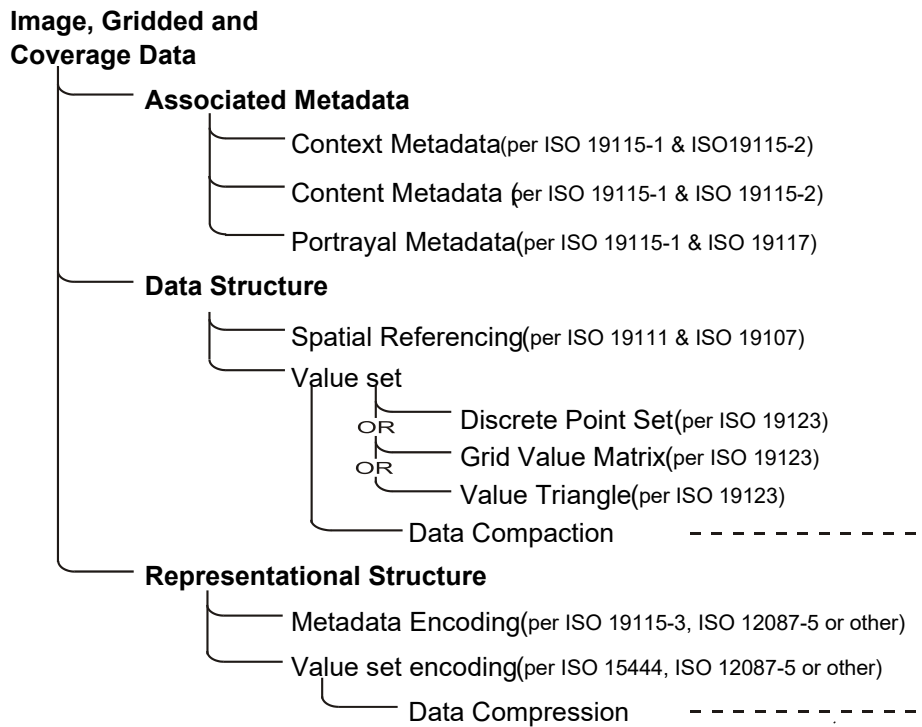 Image, Gridded and
Coverage Data
Associated Metadata
Context Metadata(per ISO 19115-1 & ISO19115-2)
Content Metadata (per ISO 19115-1 & ISO 19115-2)
Portrayal Metadata(per ISO 19115-1 & ISO 19117)
Data Structure
Spatial Referencing(per ISO 19111 & ISO 19107)
Value set
Discrete Point Set(per ISO 19123)
OR
Grid Value Matrix(per ISO 19123)
OR
Value Triangle(per ISO 19123)
Data Compaction
Representational Structure
Metadata Encoding(per ISO 19115-3, ISO 12087-5 or other)
Value set encoding(per ISO 15444, ISO 12087-5 or other)
Data Compression